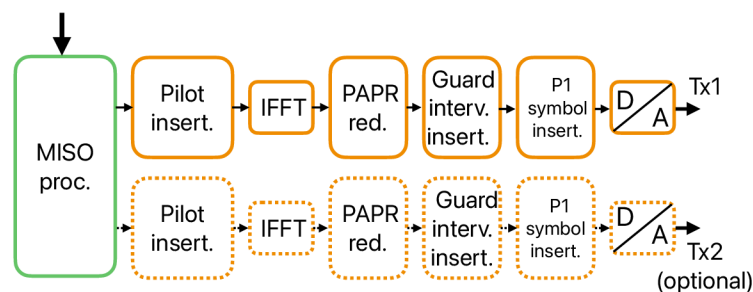 MISO
proc.
Pilot
insert.
IFFT
PAPR
red.
Guard
interv.
insert.
P1
symbol
insert.
D
A
Tx1
Pilot
insert.
IFFT
PAPR
red.
Guard
interv.
insert.
P1
symbol
insert.
D
A
Tx2
(optional)